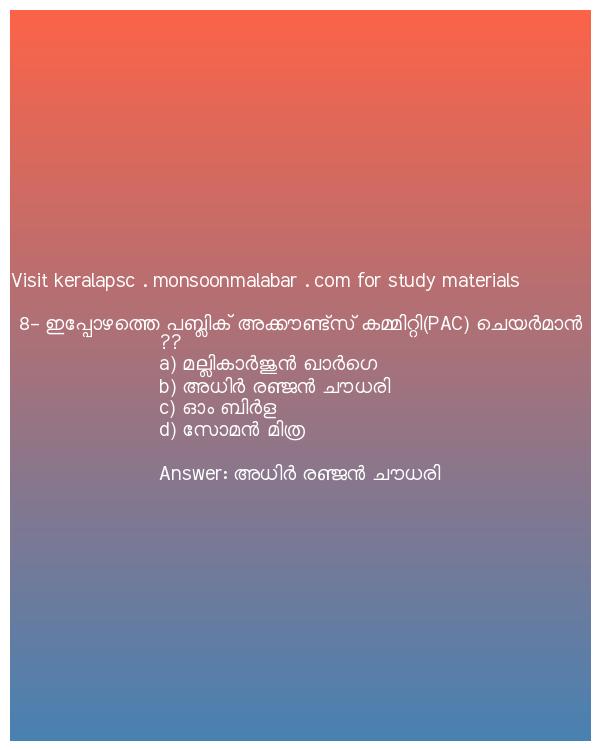 Visit keralapsc . monsoonmalabar . com for study materials
8- ഇപ്പോഴത്തെ പബ്ലിക് അക്കൗണ്ട്സ് കമ്മിറ്റി(PAC) ചെയർമാൻ
??
a) മല്ലികാർജുൻ ഖാർഗെ
b) അധിർ രഞ്ജൻ ചൗധരി
c) ഓം ബിർള
d) സോമൻ മിത്ര
Answer: അധിർ രഞ്ജൻ ചൗധരി